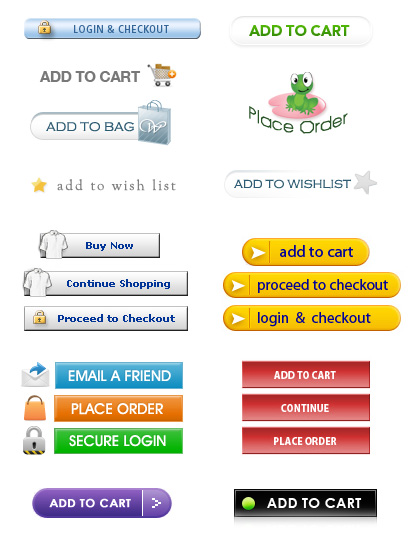 LOGIN & CHECKOUT
ADD TO CART
ADD TO CART
Place Order
ADD TO BAG
add to wish list
ADD TO WISHLIST
Buy Now
add to cart
Continue Shopping
proceed to checkout
Proceed to Checkout
login & checkout
EMAIL A FRIEND
ADD TO CART
PLACE ORDER
CONTINUE
SECURE LOGIN
PLACE ORDER
ADD TO CART
ADD TO CART